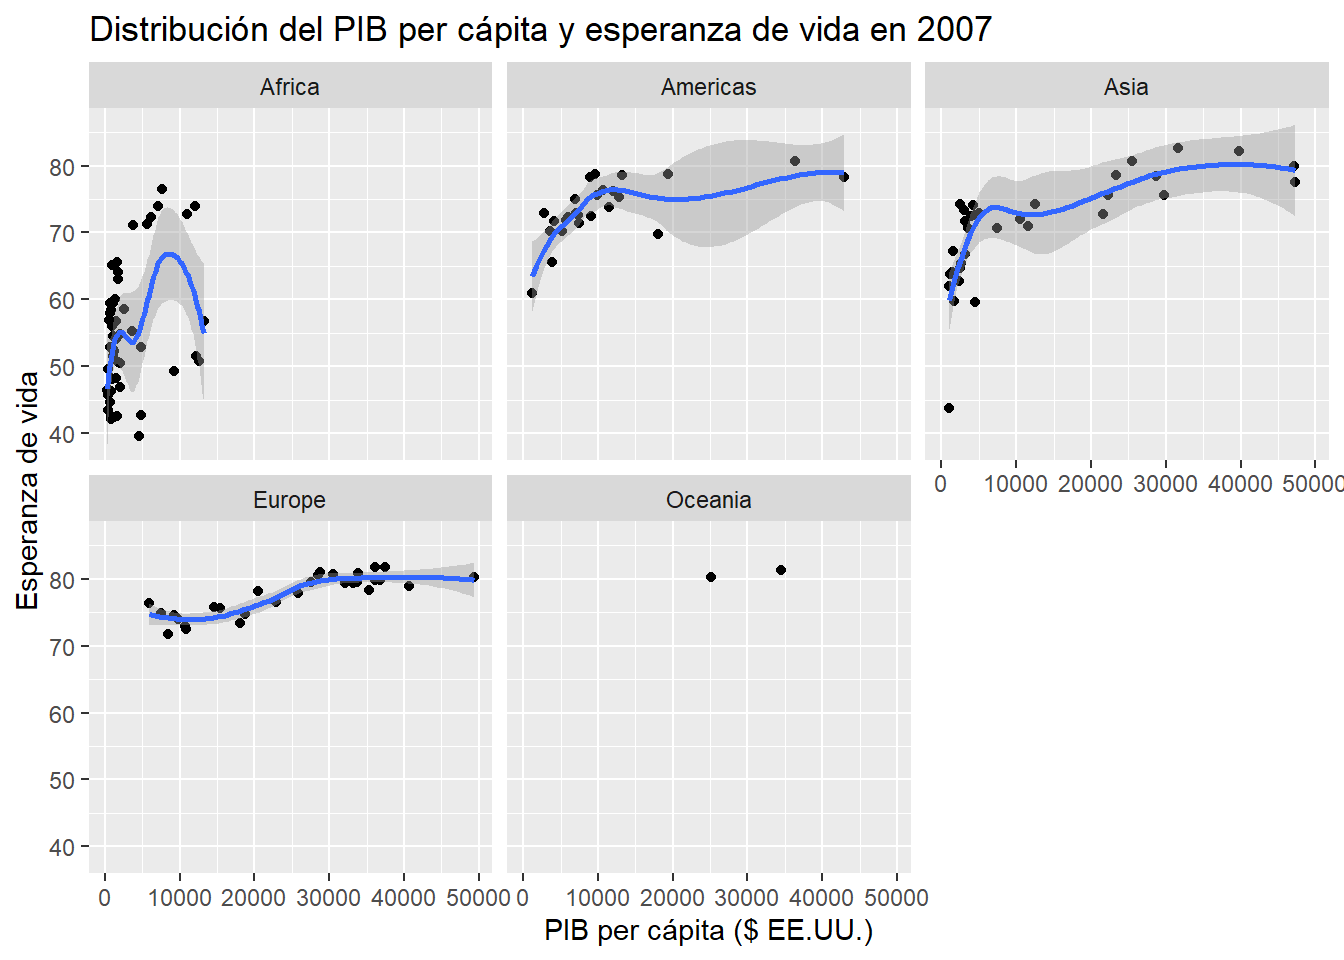 Distribución del PIB per cápita y esperanza de vida en 2007
Africa
Americas
Asia
80
70
60
50
40
0 10000 20000 30000 40000 50000
Europe
Oceania
80
70
60
50
40
0 10000 20000 30000 40000 50000
0 10000 20000 30000 40000 50000
Esperanza de vida
PIB per cápita ($ EE.UU.)